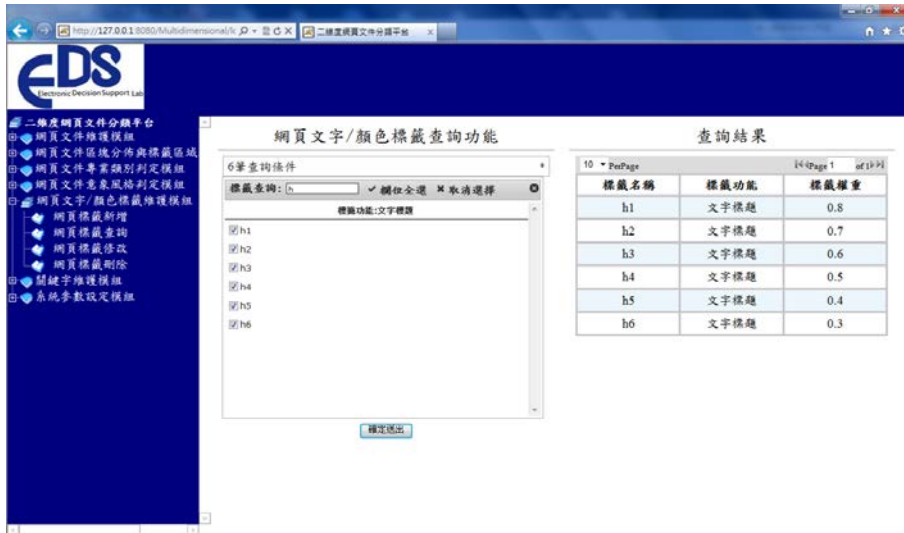 http://127.0.0.1:8080/Multidimensional/k
二維度網頁文件分類平台
EDS
Electronic Decision Support Lab
二維度網頁文件分類平台
網頁文件維護模組
網頁文件區塊分佈與標籤區域
網頁文件專業類別判定模組
網頁文件意象風格判定模組
網頁文字/顏色標籤維護模組
網頁標籤新增
網頁標籤查詢
網頁標籤修改
網頁標籤刪除
關鍵字維護模組
系統參數設定模組
網頁文字/顏色標籤查詢功能
6筆查詢條件
標籤查詢: h ✔ 欄位全選 ✖ 取消選擇
標籤功能:文字標題
h1
h2
h3
h4
h5
h6
確定送出
查詢結果
10 PerPage Page 1 of 1
標籤名稱 標籤功能 標籤權重
h1 文字標題 0.8
h2 文字標題 0.7
h3 文字標題 0.6
h4 文字標題 0.5
h5 文字標題 0.4
h6 文字標題 0.3